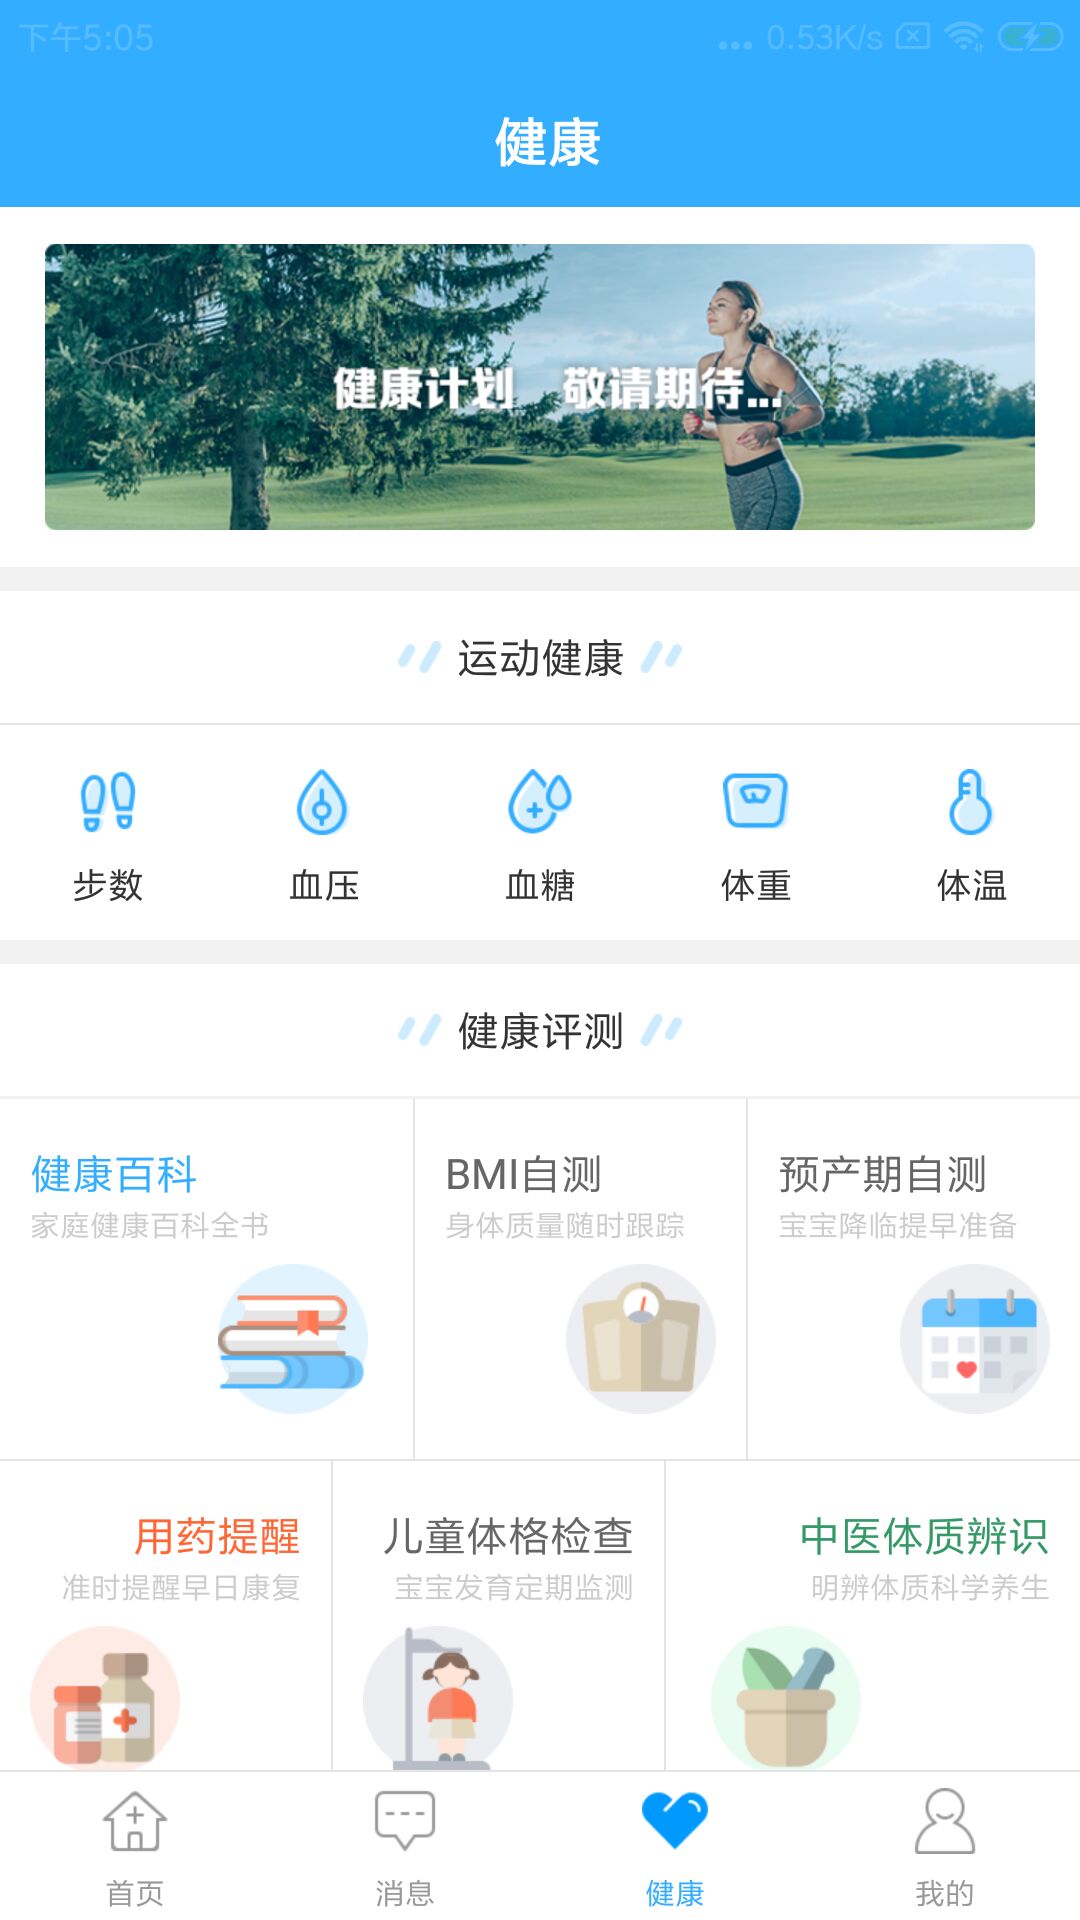 下午5:05 ... 0.53K/s
健康
健康计划 敬请期待...
运动健康
步数 血压 血糖 体重 体温
健康评测
健康百科 BMI自测 预产期自测
家庭健康百科全书 身体质量随时跟踪 宝宝降临提早准备
用药提醒 儿童体格检查 中医体质辨识
准时提醒早日康复 宝宝发育定期监测 明辨体质科学养生
首页 消息 健康 我的